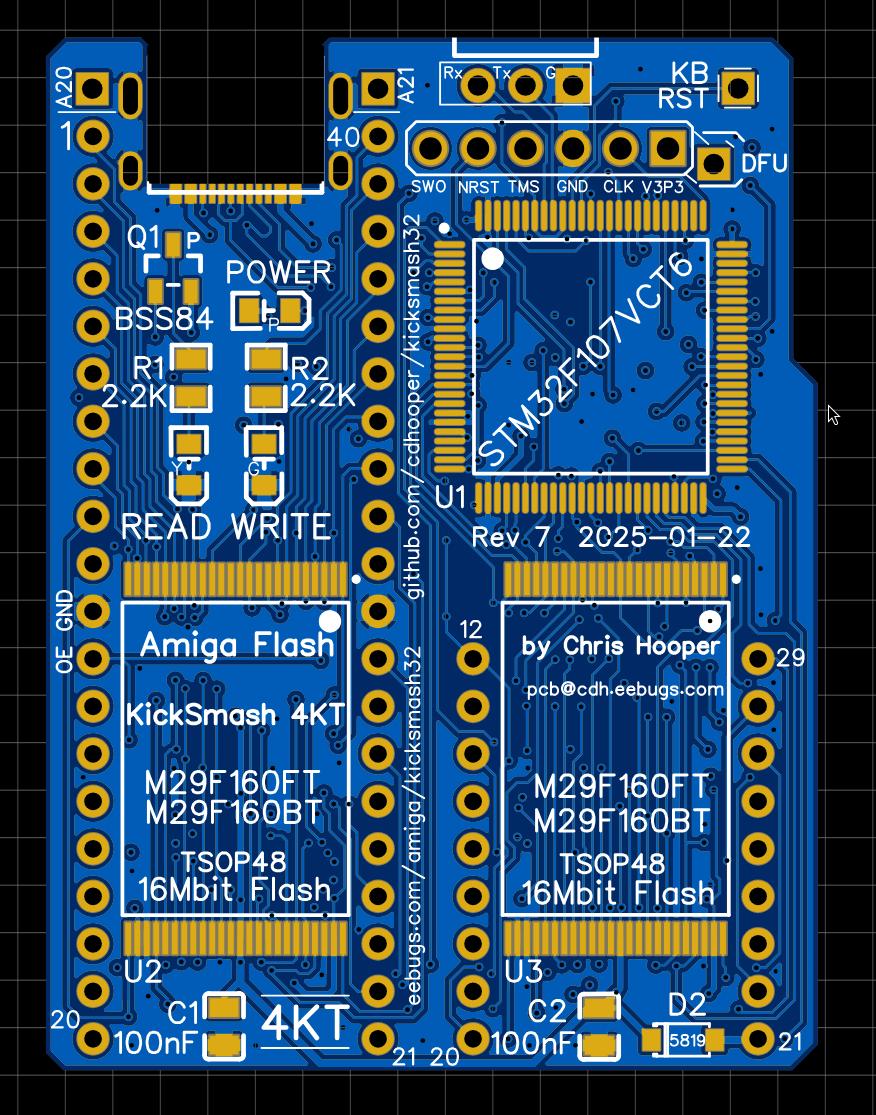 A20
A21
Rx Tx G
KB
RST
1
40
DFU
SWO NRST TMS GND CLK V3P3
Q1 P
BSS84
POWER
P
R1
2.2K
R2
2.2K
Y
G
READ WRITE
github.com/cdhooper/kicksmash32
STM32F107VCT6
U1
Rev 7 2025-01-22
GND
OE
Amiga Flash
KickSmash 4KT
M29F160FT
M29F160BT
TSOP48
16Mbit Flash
U2
eebugs.com/amiga/kicksmash32
12
29
by Chris Hooper
pcb@cdh.eebugs.com
M29F160FT
M29F160BT
TSOP48
16Mbit Flash
U3
20
C1
100nF
4KT
21 20
C2
100nF
D2
5819
21